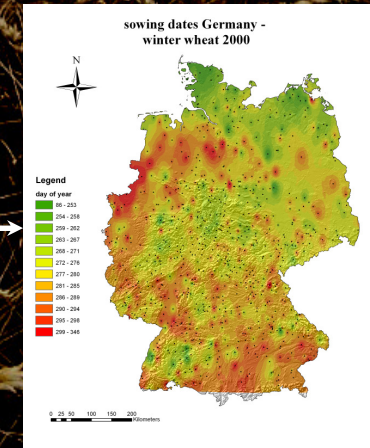 sowing dates Germany -
winter wheat 2000
N
Legend
day of year
86 - 253
254 - 258
259 - 262
263 - 267
268 - 271
272 - 276
277 - 280
281 - 285
286 - 289
290 - 294
295 - 298
299 - 346
0 25 50 100 150 200
Kilometers